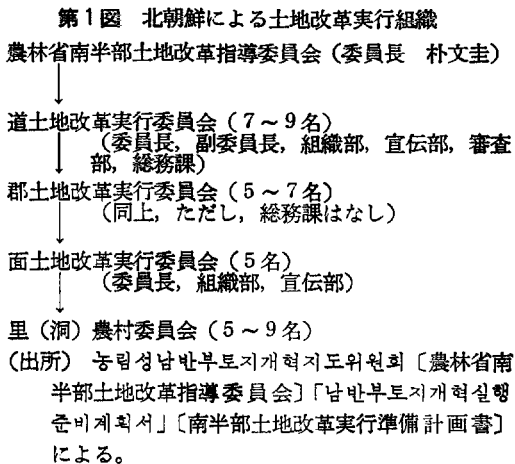 第1図　北朝鮮による土地改革実行組織
農林省南半部土地改革指導委員会（委員長　朴文圭）
道土地改革実行委員会（7～9名）
（委員長，副委員長，組織部，宣伝部，審査
部，総務課）
郡土地改革実行委員会（5～7名）
（同上，ただし，総務課はなし）
面土地改革実行委員会（5名）
（委員長，組織部，宣伝部）
里（洞）農村委員会（5～9名）
（出所）　농림성남반부토지개혁지도위원회〔農林省南
半部土地改革指導委員会〕「남반부토지개혁실행
준비계획서」〔南半部土地改革実行準備計画書〕
による。